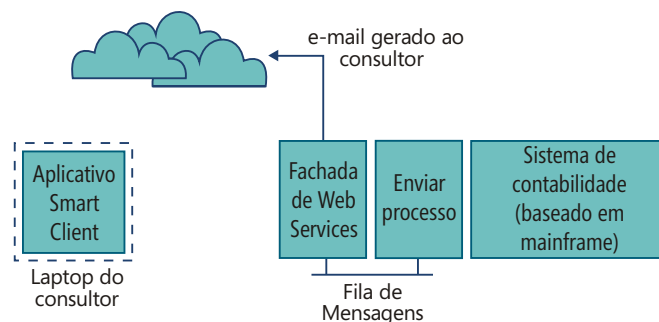 e-mail gerado ao
consultor
Aplicativo
Smart
Client
Laptop do
consultor
Fachada
de Web
Services
Enviar
processo
Sistema de
contabilidade
(baseado em
mainframe)
Fila de
Mensagens